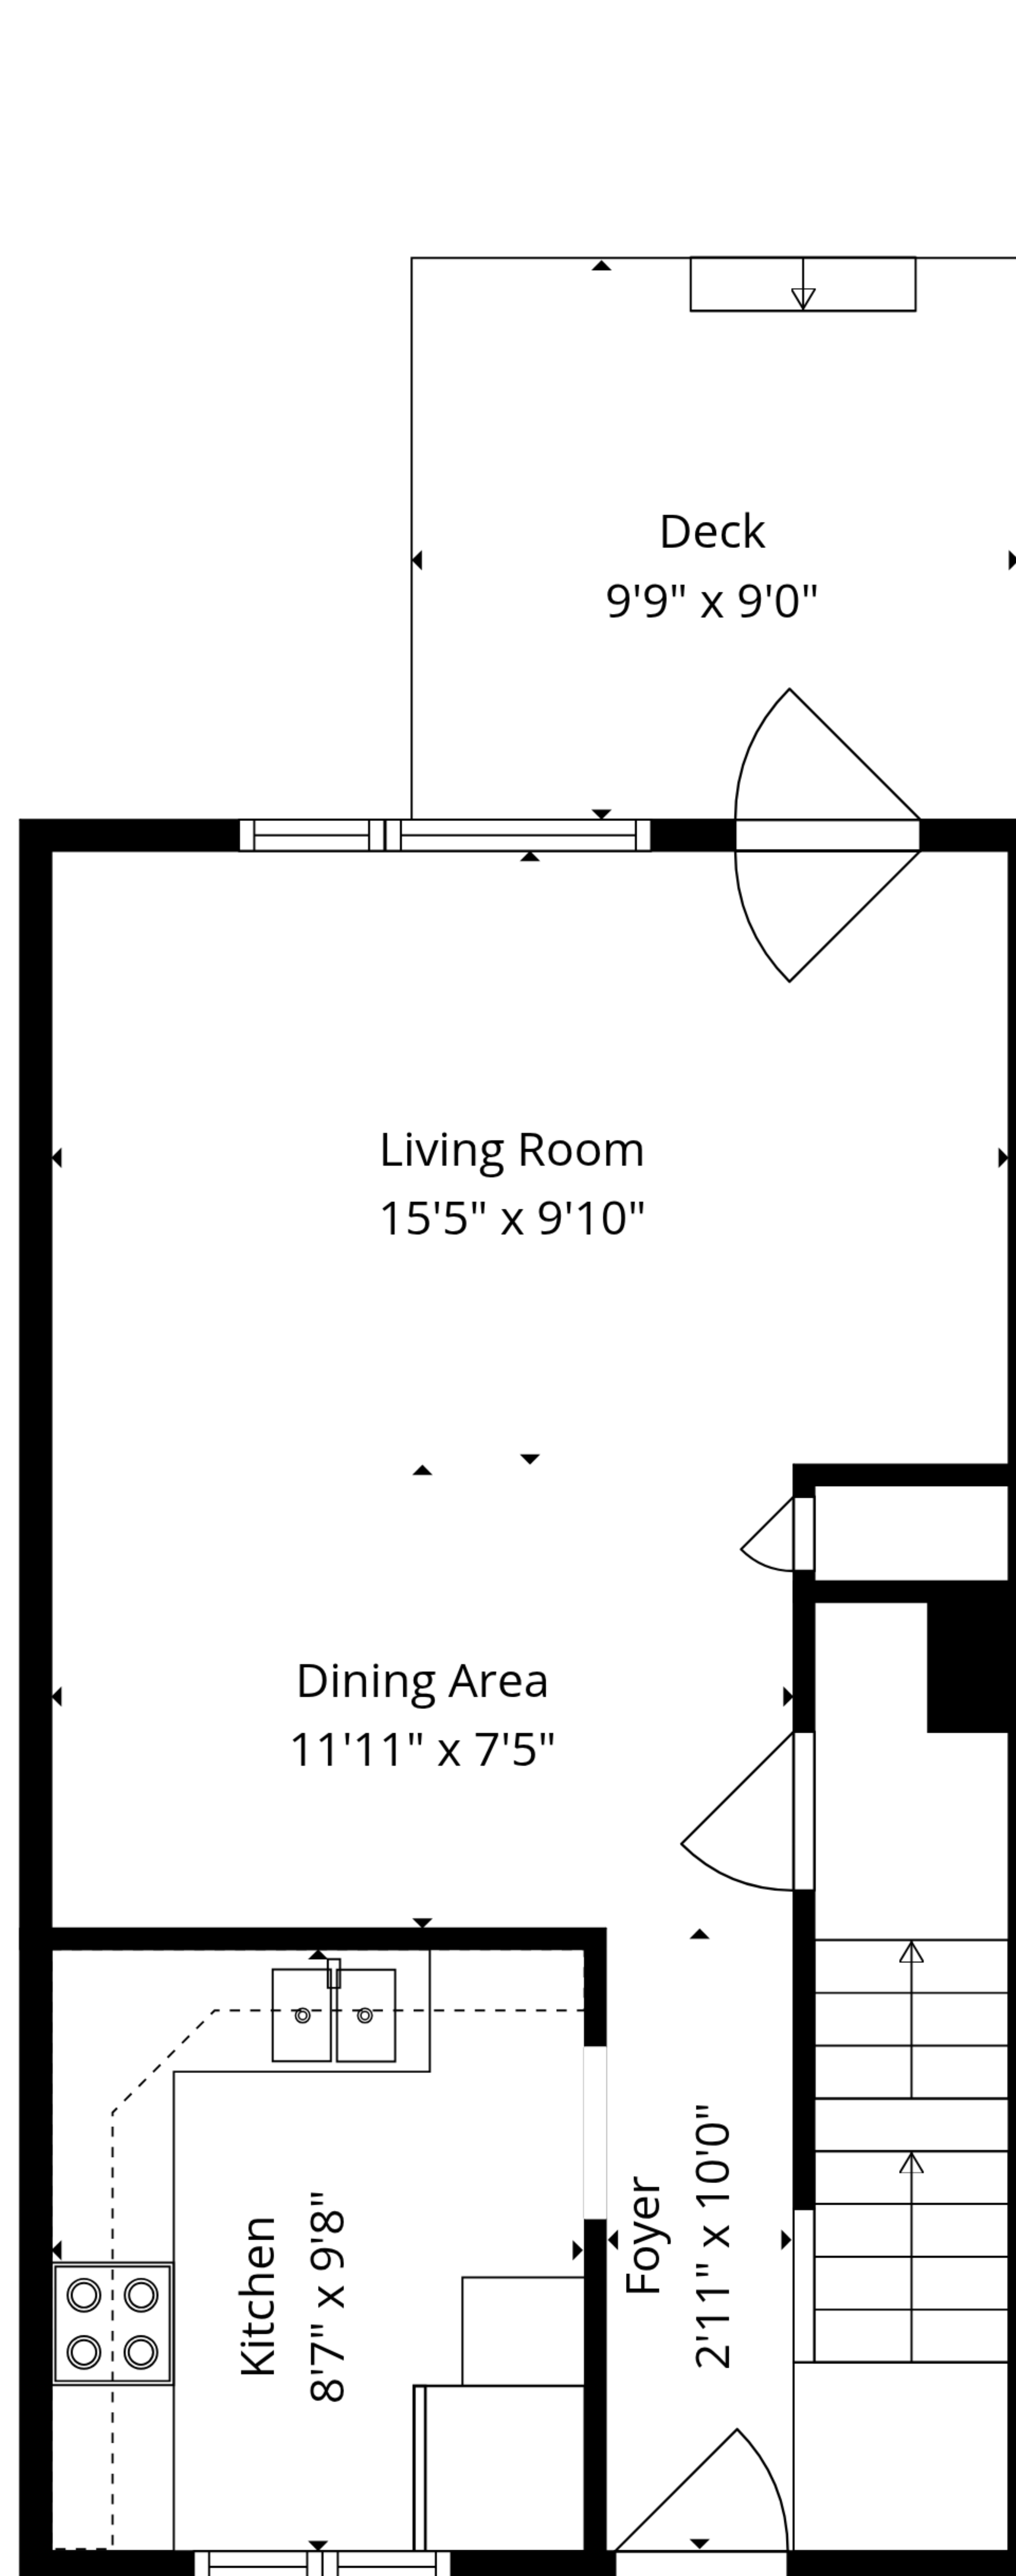 Deck
9'9" x 9'0"
Living Room
15'5" x 9'10"
Dining Area
11'11" x 7'5"
Kitchen
8'7" x 9'8"
Foyer
2'11" x 10'0"